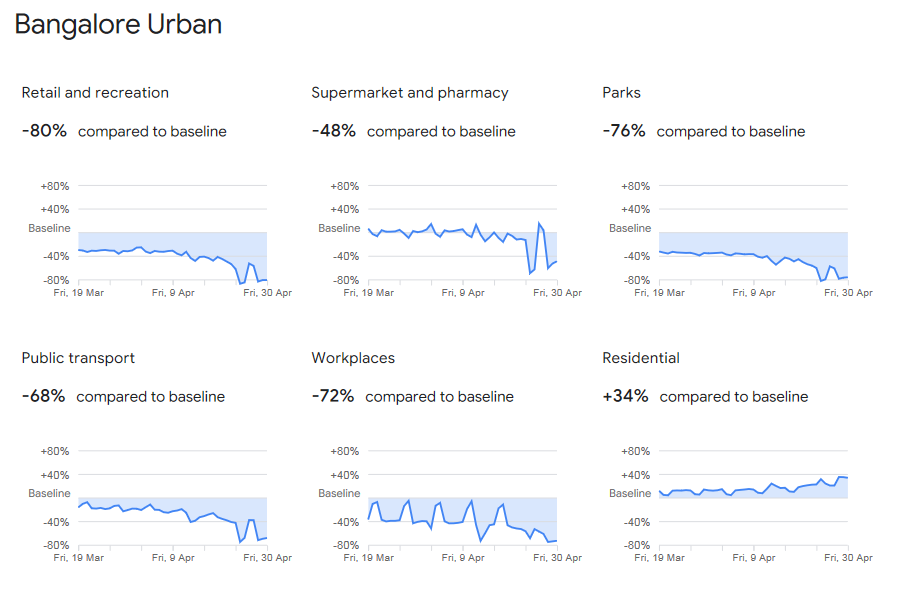 Bangalore Urban
Retail and recreation
-80% compared to baseline
+80%
+40%
Baseline
-40%
-80%
Fri, 19 Mar Fri, 9 Apr Fri, 30 Apr
Supermarket and pharmacy
-48% compared to baseline
+80%
+40%
Baseline
-40%
-80%
Fri, 19 Mar Fri, 9 Apr Fri, 30 Apr
Parks
-76% compared to baseline
+80%
+40%
Baseline
-40%
-80%
Fri, 19 Mar Fri, 9 Apr Fri, 30 Apr
Public transport
-68% compared to baseline
+80%
+40%
Baseline
-40%
-80%
Fri, 19 Mar Fri, 9 Apr Fri, 30 Apr
Workplaces
-72% compared to baseline
+80%
+40%
Baseline
-40%
-80%
Fri, 19 Mar Fri, 9 Apr Fri, 30 Apr
Residential
+34% compared to baseline
+80%
+40%
Baseline
-40%
-80%
Fri, 19 Mar Fri, 9 Apr Fri, 30 Apr